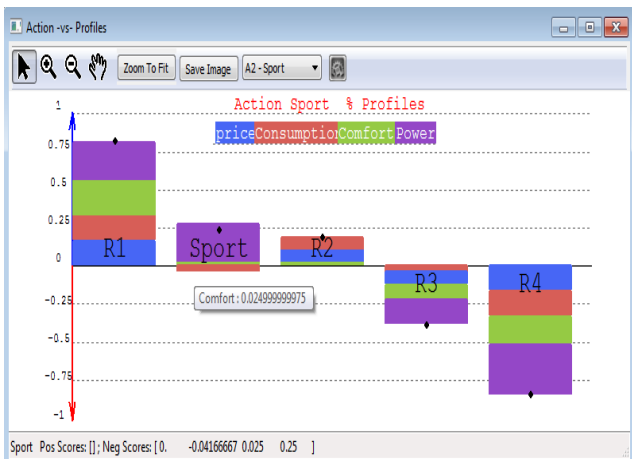 Action -vs- Profiles
Zoom To Fit Save Image A2 - Sport
Action Sport % Profiles
price Consumption Comfort Power
1
0.75
0.5
0.25
0
-0.25
-0.5
-0.75
-1
R1 Sport R2 R3 R4
Comfort : 0.024999999975
Sport Pos Scores: [] ; Neg Scores: [ 0. -0.04166667 0.025 0.25 ]